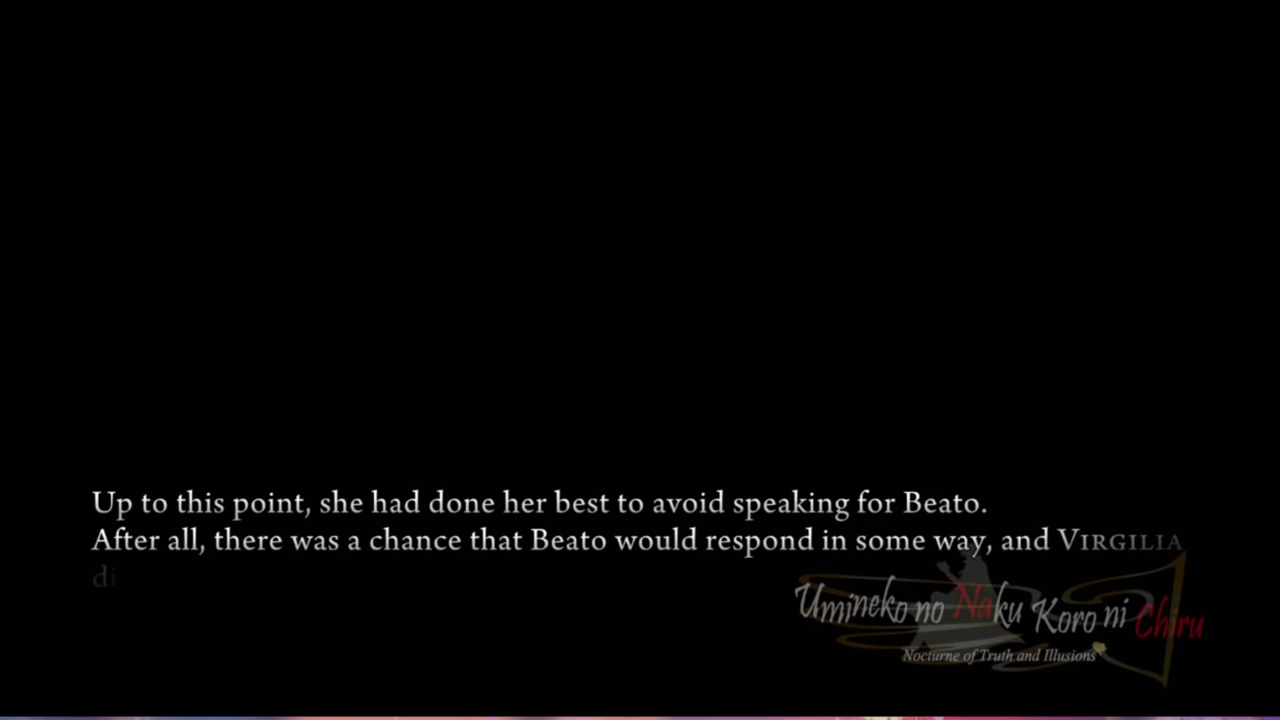 Up to this point, she had done her best to avoid speaking for Beato.
After all, there was a chance that Beato would respond in some way, and VIRGILIA
di
Umineko no Naku Koro ni Chiru
Nocturne of Truth and Illusions